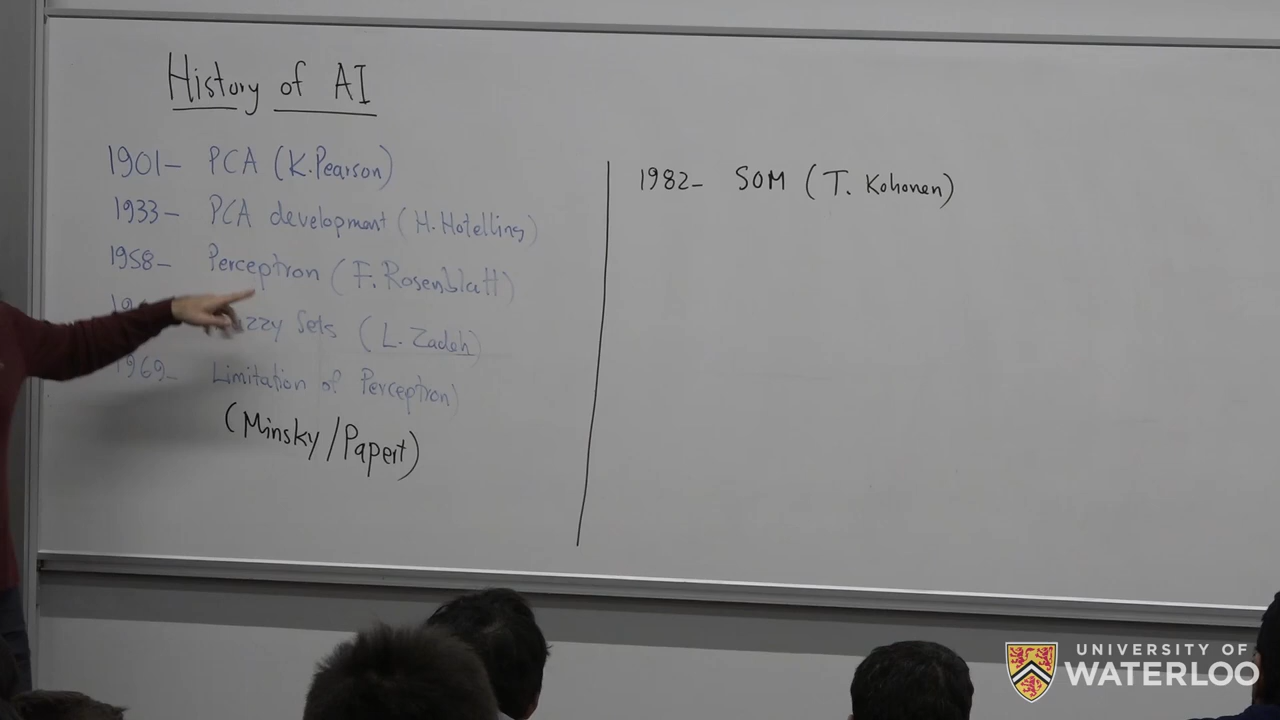 History of AI
1901- PCA (K.Pearson)
1933- PCA development (H.Hotelling)
1958- Perceptron (F. Rosenblatt)
Sets (L. Zadeh)
1969- Limitation of Perceptron)
(Minsky/Papert)
1982- SOM (T. Kohonen)
UNIVERSITY OF
WATERLOO